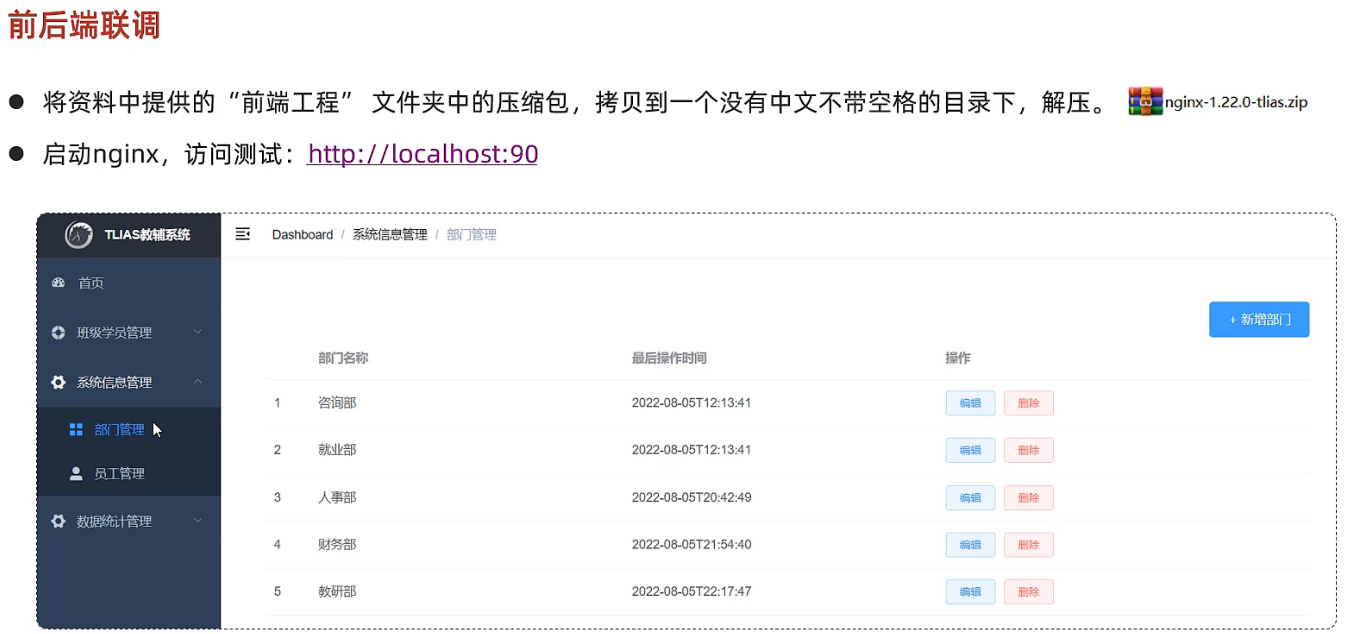 前后端联调
● 将资料中提供的“前端工程” 文件夹中的压缩包，拷贝到一个没有中文不带空格的目录下，解压。 nginx-1.22.0-tlias.zip
● 启动nginx，访问测试：http://localhost:90
TLIAS教辅系统 Dashboard / 系统信息管理 / 部门管理
首页
班级学员管理
系统信息管理
部门管理
员工管理
数据统计管理
+ 新增部门
部门名称 最后操作时间 操作
1 咨询部 2022-08-05T12:13:41 编辑 删除
2 就业部 2022-08-05T12:13:41 编辑 删除
3 人事部 2022-08-05T20:42:49 编辑 删除
4 财务部 2022-08-05T21:54:40 编辑 删除
5 教研部 2022-08-05T22:17:47 编辑 删除